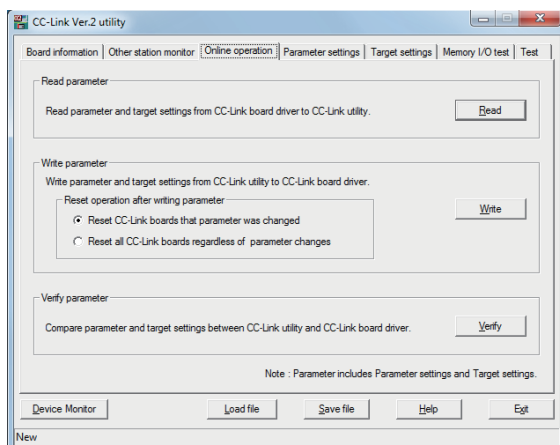 CC-Link Ver.2 utility
Board information Other station monitor Online operation Parameter settings Target settings Memory I/O test Test
Read parameter
Read parameter and target settings from CC-Link board driver to CC-Link utility.
Read
Write parameter
Write parameter and target settings from CC-Link utility to CC-Link board driver.
Reset operation after writing parameter
Reset CC-Link boards that parameter was changed
Write
Reset all CC-Link boards regardless of parameter changes
Verify parameter
Compare parameter and target settings between CC-Link utility and CC-Link board driver.
Verify
Note : Parameter includes Parameter settings and Target settings.
Device Monitor Load file Save file Help Exit
New